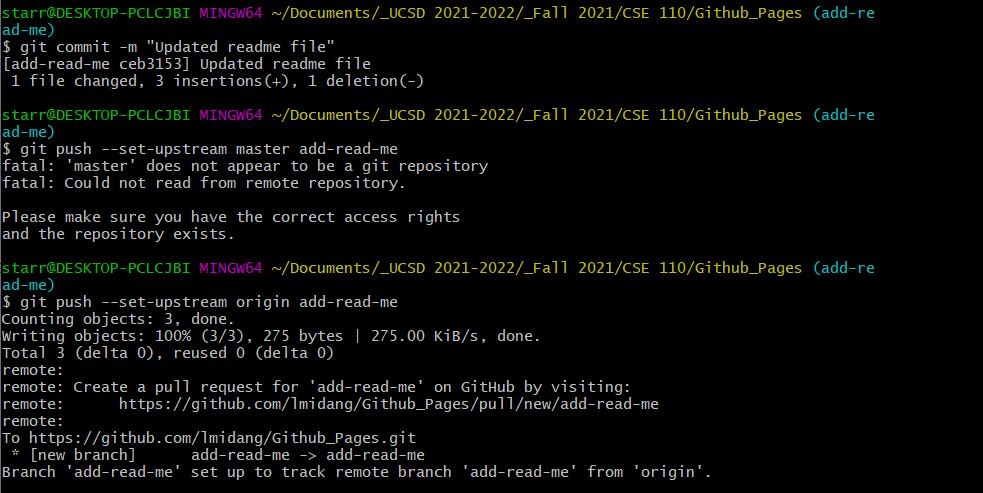 starr@DESKTOP-PCLCJBI MINGW64 ~/Documents/_UCSD 2021-2022/_Fall 2021/CSE 110/Github_Pages (add-re
ad-me)
$ git commit -m "Updated readme file"
[add-read-me ceb3153] Updated readme file
 1 file changed, 3 insertions(+), 1 deletion(-)

starr@DESKTOP-PCLCJBI MINGW64 ~/Documents/_UCSD 2021-2022/_Fall 2021/CSE 110/Github_Pages (add-re
ad-me)
$ git push --set-upstream master add-read-me
fatal: 'master' does not appear to be a git repository
fatal: Could not read from remote repository.

Please make sure you have the correct access rights
and the repository exists.

starr@DESKTOP-PCLCJBI MINGW64 ~/Documents/_UCSD 2021-2022/_Fall 2021/CSE 110/Github_Pages (add-re
ad-me)
$ git push --set-upstream origin add-read-me
Counting objects: 3, done.
Writing objects: 100% (3/3), 275 bytes | 275.00 KiB/s, done.
Total 3 (delta 0), reused 0 (delta 0)
remote:
remote: Create a pull request for 'add-read-me' on GitHub by visiting:
remote:      https://github.com/lmidang/Github_Pages/pull/new/add-read-me
remote:
To https://github.com/lmidang/Github_Pages.git
 * [new branch]      add-read-me -> add-read-me
Branch 'add-read-me' set up to track remote branch 'add-read-me' from 'origin'.